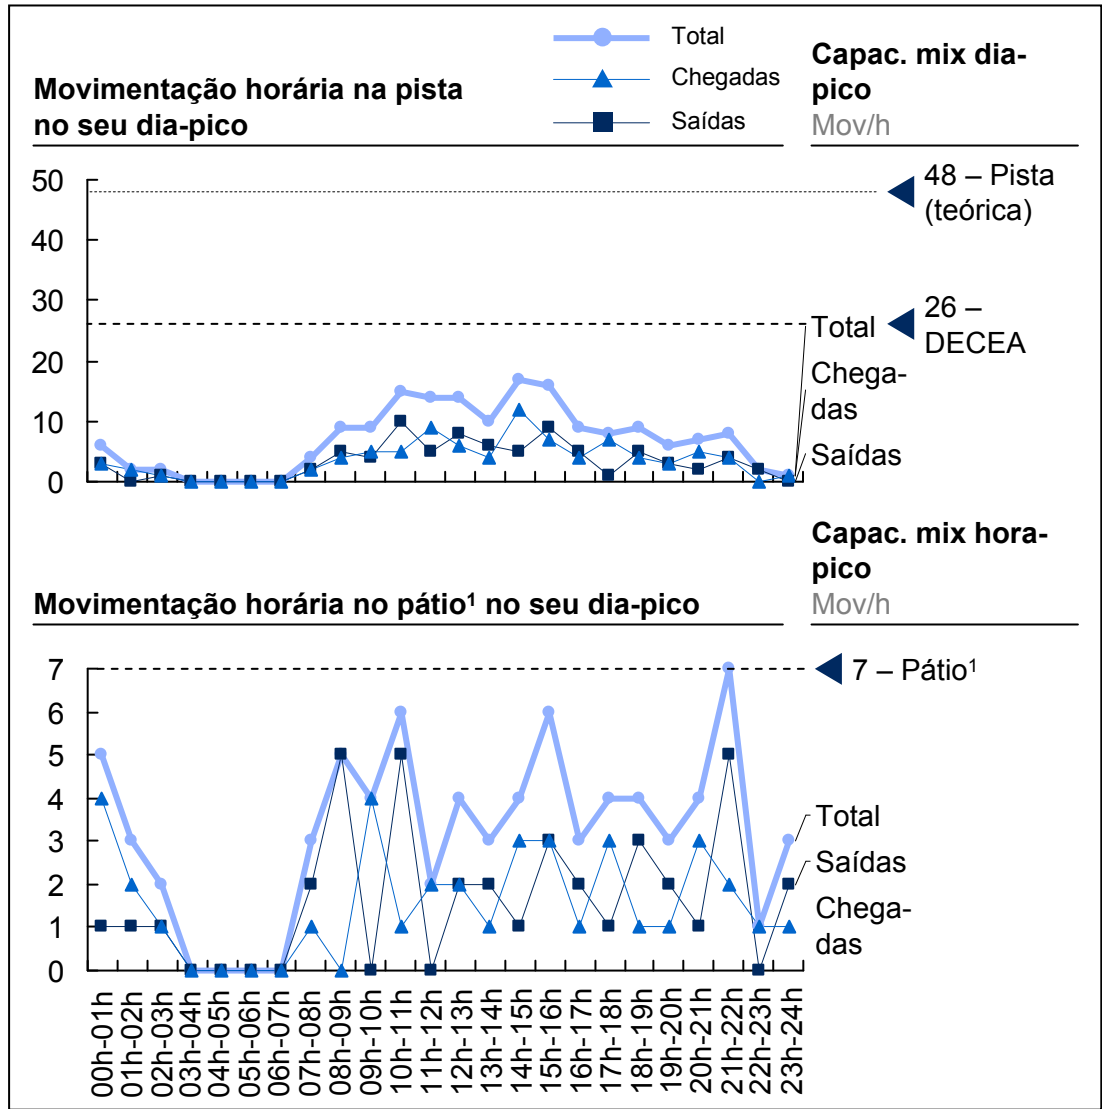 Total
Chegadas
Saídas
Movimentação horária na pista
no seu dia-pico
Capac. mix dia-
pico
Mov/h
50
40
30
20
10
0
48 – Pista
(teórica)
26 –
DECEA
Total
Chega-
das
Saídas
Movimentação horária no pátio¹ no seu dia-pico
Capac. mix hora-
pico
Mov/h
7
6
5
4
3
2
1
0
7 – Pátio¹
Total
Saídas
Chega-
das
00h-01h
01h-02h
02h-03h
03h-04h
04h-05h
05h-06h
06h-07h
07h-08h
08h-09h
09h-10h
10h-11h
11h-12h
12h-13h
13h-14h
14h-15h
15h-16h
16h-17h
17h-18h
18h-19h
19h-20h
20h-21h
21h-22h
22h-23h
23h-24h